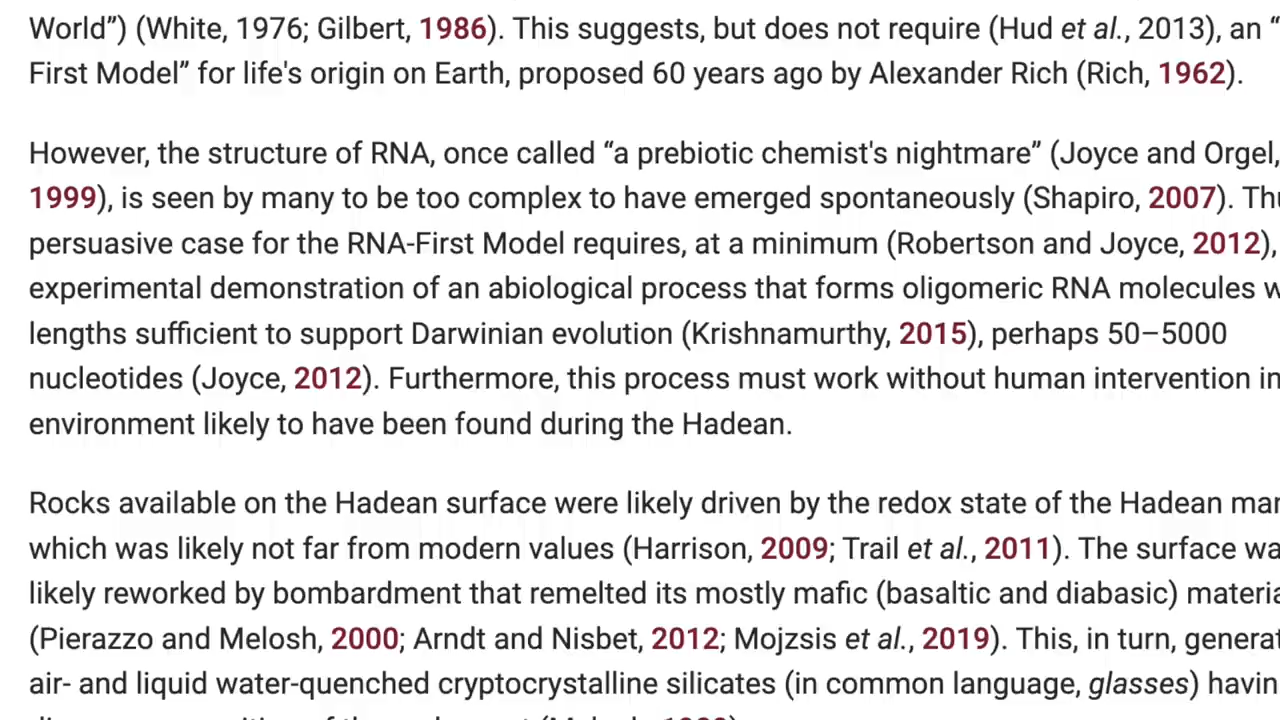 World”) (White, 1976; Gilbert, 1986). This suggests, but does not require (Hud et al., 2013), an “
First Model” for life's origin on Earth, proposed 60 years ago by Alexander Rich (Rich, 1962).
However, the structure of RNA, once called “a prebiotic chemist's nightmare” (Joyce and Orgel,
1999), is seen by many to be too complex to have emerged spontaneously (Shapiro, 2007).
persuasive case for the RNA-First Model requires, at a minimum (Robertson and Joyce, 2012),
experimental demonstration of an abiological process that forms oligomeric RNA molecules
lengths sufficient to support Darwinian evolution (Krishnamurthy, 2015), perhaps 50–5000
nucleotides (Joyce, 2012). Furthermore, this process must work without human intervention in
environment likely to have been found during the Hadean.
Rocks available on the Hadean surface were likely driven by the redox state of the Hadean
which was likely not far from modern values (Harrison, 2009; Trail et al., 2011). The surface
likely reworked by bombardment that remelted its mostly mafic (basaltic and diabasic)
(Pierazzo and Melosh, 2000; Arndt and Nisbet, 2012; Mojzsis et al., 2019). This, in turn,
air- and liquid water-quenched cryptocrystalline silicates (in common language, glasses)